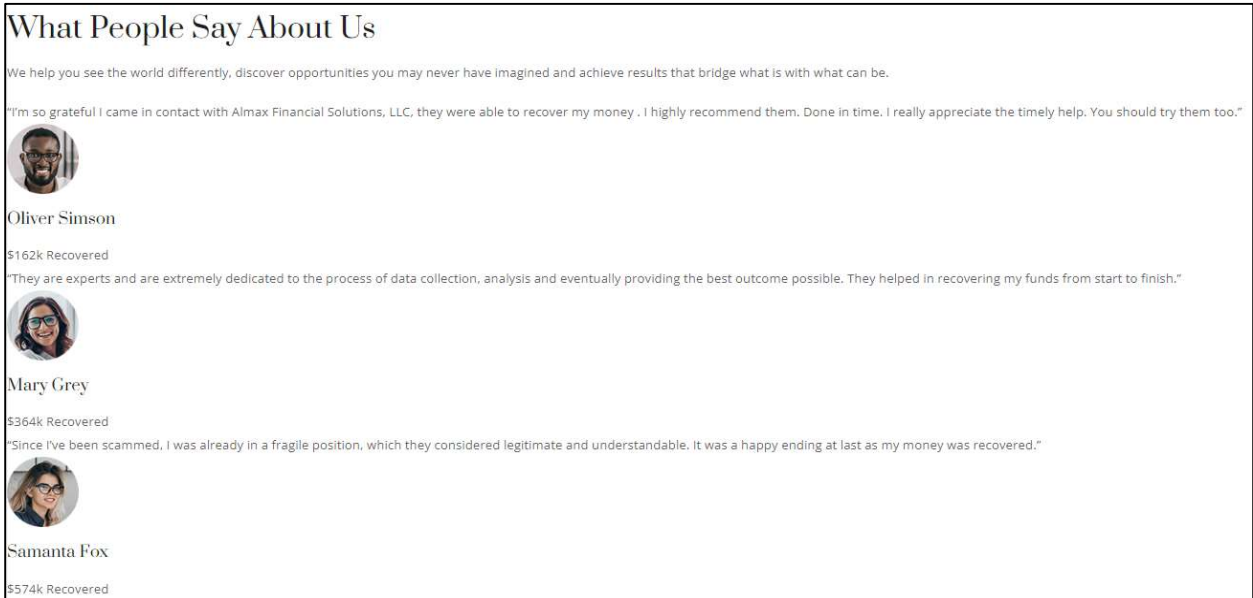 What People Say About Us
We help you see the world differently, discover opportunities you may never have imagined and achieve results that bridge what is with what can be.
“I’m so grateful I came in contact with Almax Financial Solutions, LLC, they were able to recover my money . I highly recommend them. Done in time. I really appreciate the timely help. You should try them too.”
Oliver Simson
$162k Recovered
“They are experts and are extremely dedicated to the process of data collection, analysis and eventually providing the best outcome possible. They helped in recovering my funds from start to finish.”
Mary Grey
$364k Recovered
“Since I’ve been scammed, I was already in a fragile position, which they considered legitimate and understandable. It was a happy ending at last as my money was recovered.”
Samanta Fox
$574k Recovered